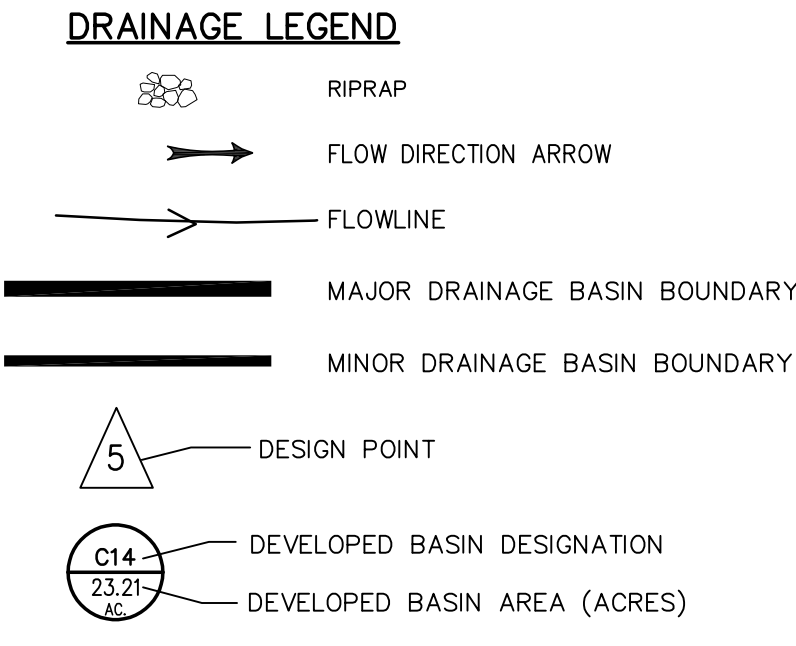 DRAINAGE LEGEND
RIPRAP
FLOW DIRECTION ARROW
FLOWLINE
MAJOR DRAINAGE BASIN BOUNDARY
MINOR DRAINAGE BASIN BOUNDARY
5 DESIGN POINT
C14 DEVELOPED BASIN DESIGNATION
23.21 AC. DEVELOPED BASIN AREA (ACRES)